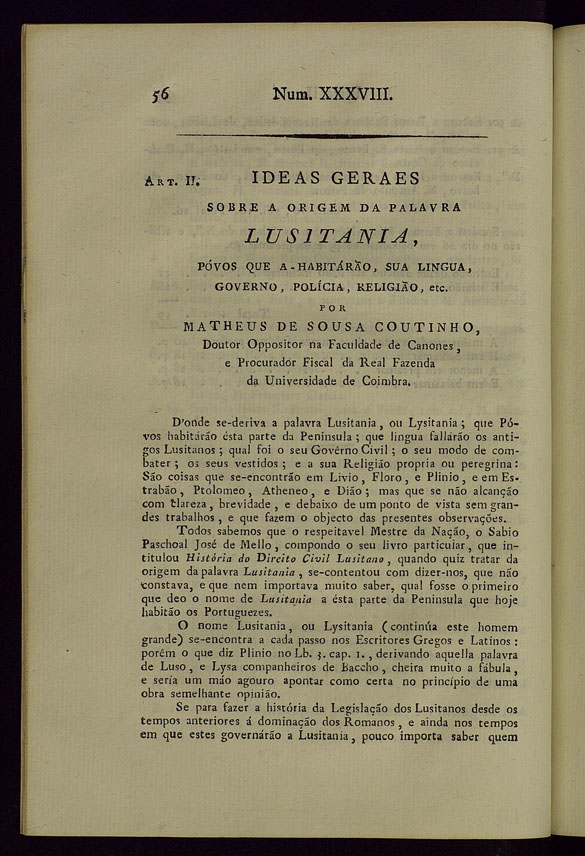 56
Num. XXXVIII.
ART. II. IDEAS GERAES
SOBRE A ORIGEM DA PALAVRA
LUSITANIA,
PÓVOS QUE A-HABITÁRÃO, SUA LINGUA,
GOVERNO, POLÍCIA, RELIGIÃO, etc.
POR
MATHEUS DE SOUSA COUTINHO,
Doutor Oppositor na Faculdade de Canones,
e Procurador Fiscal da Real Fazenda
da Universidade de Coimbra.
D'onde se-deriva a palavra Lusitania, ou Lysitania; que Pó-
vos habitárão ésta parte da Peninsula; que lingua fallárão os anti-
gos Lusitanos; qual foi o seu Govêrno Civil; o seu modo de com-
bater; os seus vestidos; e a sua Religião propria ou peregrina:
São coisas que se-encontrão em Livio, Floro, e Plinio, e em Es-
trabão, Ptolomeo, Atheneo, e Dião; mas que se não alcanção
com clareza, brevidade, e debaixo de um ponto de vista sem gran-
des trabalhos, e que fazem o objecto das presentes observações.
Todos sabemos que o respeitavel Mestre da Nação, o Sabio
Paschoal José de Mello, compondo o seu livro particular, que in-
titulou História do Direito Civil Lusitano, quando quiz tratar da
origem da palavra Lusitania, se-contentou com dizer-nos, que não
constava, e que nem importava muito saber, qual fosse o primeiro
que deo o nome de Lusitania a ésta parte da Peninsula que hoje
habitão os Portuguezes.
O nome Lusitania, ou Lysitania (continúa este homem
grande) se-encontra a cada passo nos Escritores Gregos e Latinos:
porêm o que diz Plinio no Lb. 3. cap. 1., derivando aquella palavra
de Luso, e Lysa companheiros de Baccho, cheira muito a fábula,
e sería um máo agouro apontar como certa no princípio de uma
obra semelhante opinião.
Se para fazer a história da Legislação dos Lusitanos desde os
tempos anteriores á dominação dos Romanos, e ainda nos tempos
em que estes governárão a Lusitania, pouco importa saber quem